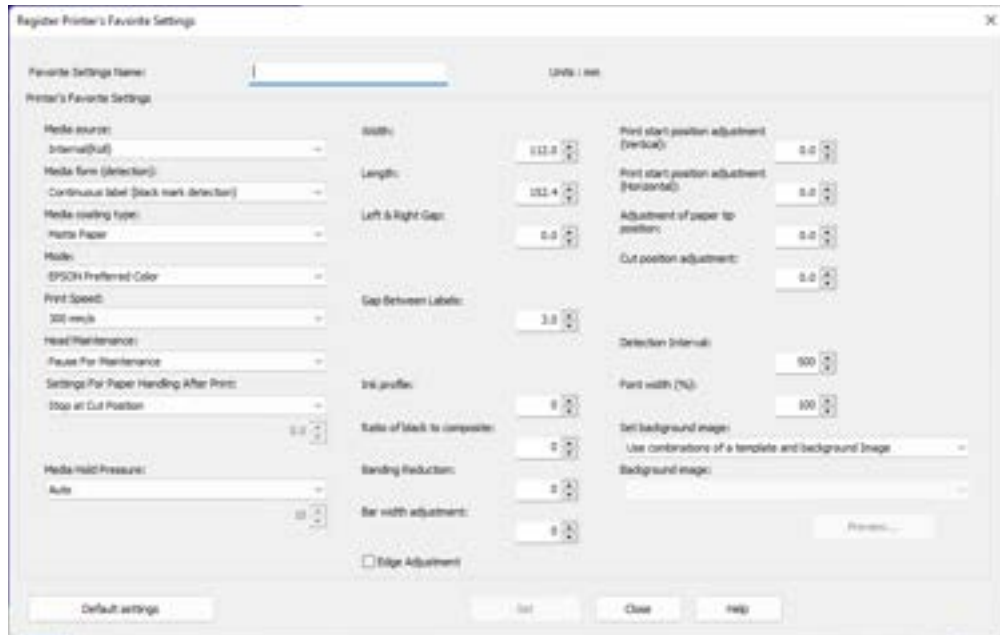 Register Printer's Favorite Settings
Favorite Settings Name:
Units : mm
Printer's Favorite Settings
Media source:
Internal(Roll)
Media form (detection):
Continuous label (black mark detection)
Media coating type:
Matte Paper
Mode:
EPSON Preferred Color
Print Speed:
300 mm/s
Head Maintenance:
Pause For Maintenance
Settings For Paper Handling After Print:
Stop at Cut Position
0.0
Media Hold Pressure:
Auto
Width:
112.0
Length:
152.4
Left & Right Gap:
0.0
Gap Between Labels:
3.0
Ink profile:
0
Ratio of black to composite:
0
Banding Reduction:
0
Bar width adjustment:
0
Edge Adjustment
Print start position adjustment
(Vertical):
0.0
Print start position adjustment
(Horizontal):
0.0
Adjustment of paper tip
position:
0.0
Cut position adjustment:
0.0
Detection Interval:
500
Font width (%):
100
Set background image:
Use combinations of a template and background Image
Background image:
Preview...
Default settings
Set
Close
Help